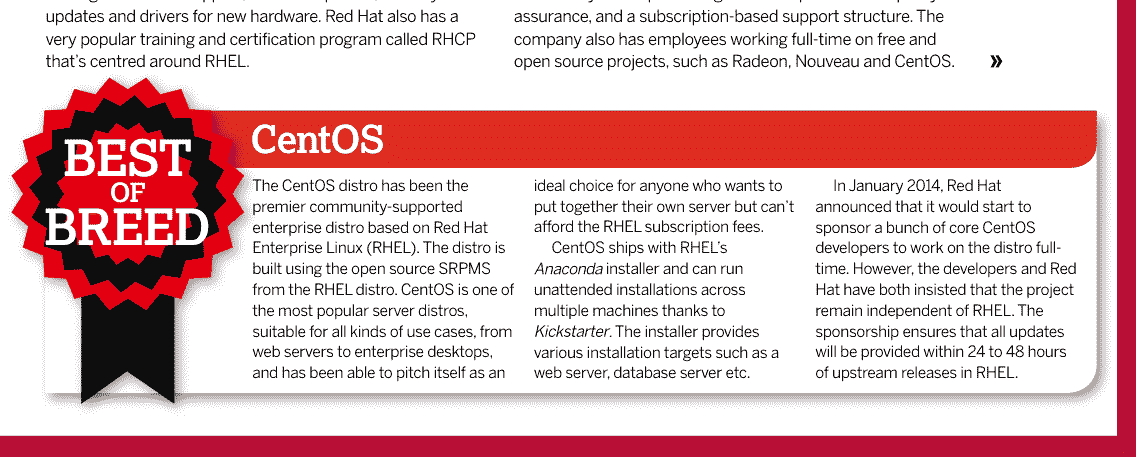 updates and drivers for new hardware. Red Hat also has a
very popular training and certification program called RHCP
that's centred around RHEL.
assurance, and a subscription-based support structure. The
company also has employees working full-time on free and
open source projects, such as Radeon, Nouveau and CentOS. »
BEST
OF
BREED
CentOS
The CentOS distro has been the
premier community-supported
enterprise distro based on Red Hat
Enterprise Linux (RHEL). The distro is
built using the open source SRPMS
from the RHEL distro. CentOS is one of
the most popular server distros,
suitable for all kinds of use cases, from
web servers to enterprise desktops,
and has been able to pitch itself as an
ideal choice for anyone who wants to
put together their own server but can't
afford the RHEL subscription fees.
CentOS ships with RHEL's
Anaconda installer and can run
unattended installations across
multiple machines thanks to
Kickstarter. The installer provides
various installation targets such as a
web server, database server etc.
In January 2014, Red Hat
announced that it would start to
sponsor a bunch of core CentOS
developers to work on the distro full-
time. However, the developers and Red
Hat have both insisted that the project
remain independent of RHEL. The
sponsorship ensures that all updates
will be provided within 24 to 48 hours
of upstream releases in RHEL.